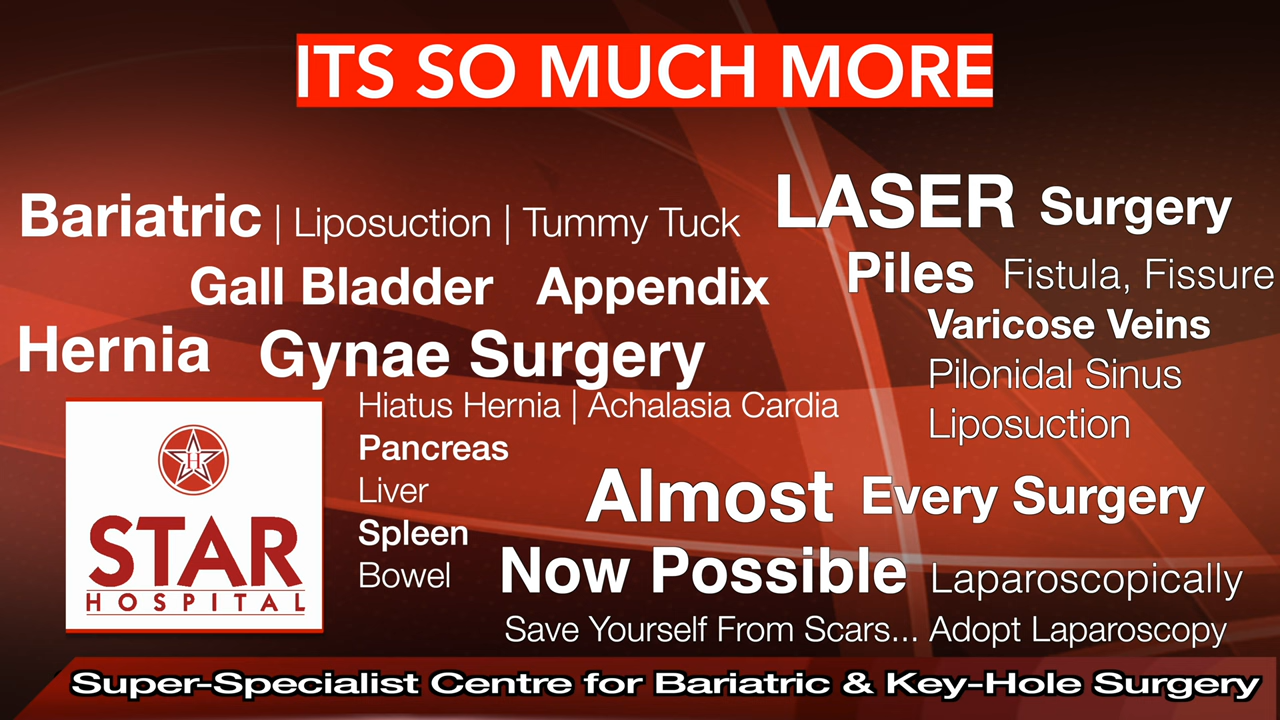 ITS SO MUCH MORE
Bariatric | Liposuction | Tummy Tuck
Gall Bladder Appendix
Hernia Gynae Surgery
Hiatus Hernia | Achalasia Cardia
Pancreas
Liver
Spleen
Bowel
LASER Surgery
Piles Fistula, Fissure
Varicose Veins
Pilonidal Sinus
Liposuction
Almost Every Surgery
Now Possible Laparoscopically
Save Yourself From Scars... Adopt Laparoscopy
H
STAR
HOSPITAL
Super-Specialist Centre for Bariatric & Key-Hole Surgery